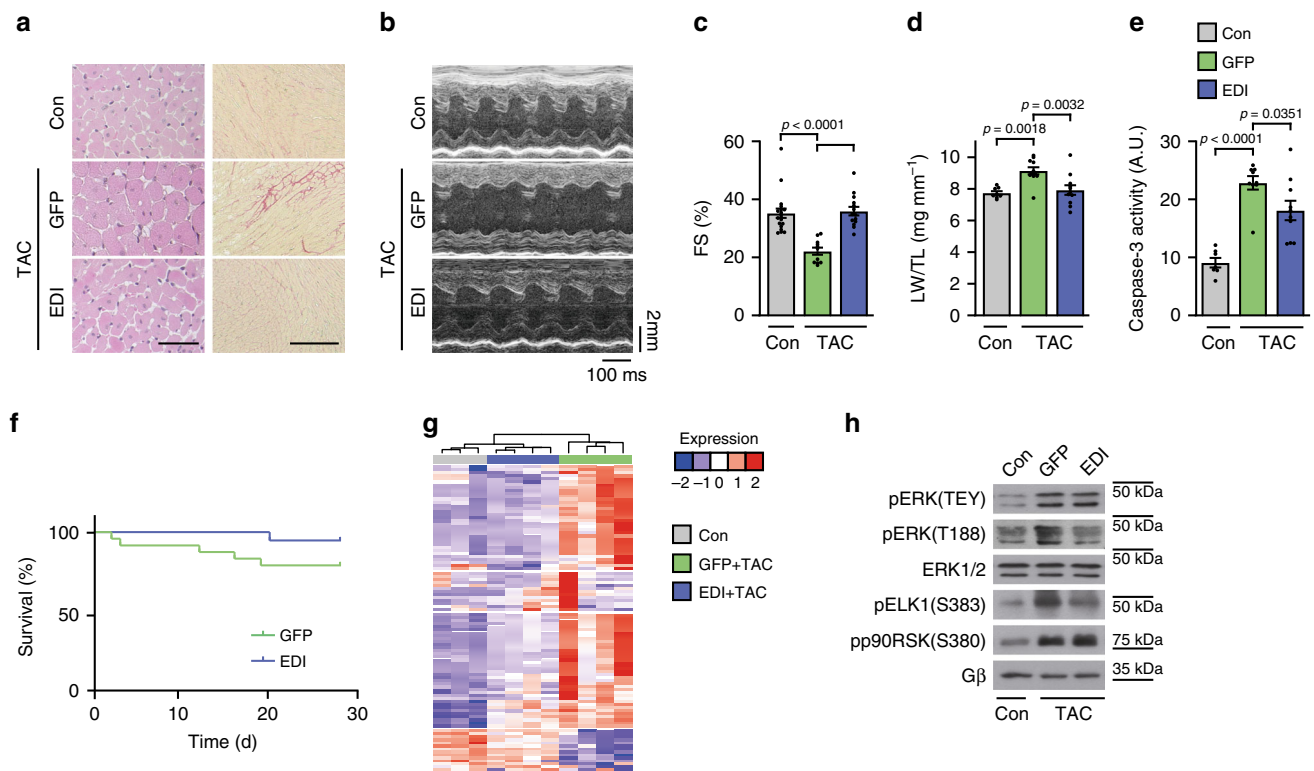 a
Con
GFP
EDI
TAC
b
Con
GFP
EDI
TAC
2mm
100 ms
c
p < 0.0001
60
40
20
0
FS (%)
Con
TAC
d
p = 0.0032
p = 0.0018
10
8
6
4
2
0
LW/TL (mg mm⁻¹)
Con
TAC
e
Con
GFP
EDI
p = 0.0351
p < 0.0001
30
20
10
0
Caspase-3 activity (A.U.)
Con
TAC
f
100
50
0
Survival (%)
GFP
EDI
0 10 20 30
Time (d)
g
Expression
–2 –1 0 1 2
Con
GFP+TAC
EDI+TAC
h
Con GFP EDI
pERK(TEY) 50 kDa
pERK(T188) 50 kDa
ERK1/2 50 kDa
pELK1(S383) 50 kDa
pp90RSK(S380) 75 kDa
Gβ 35 kDa
Con TAC